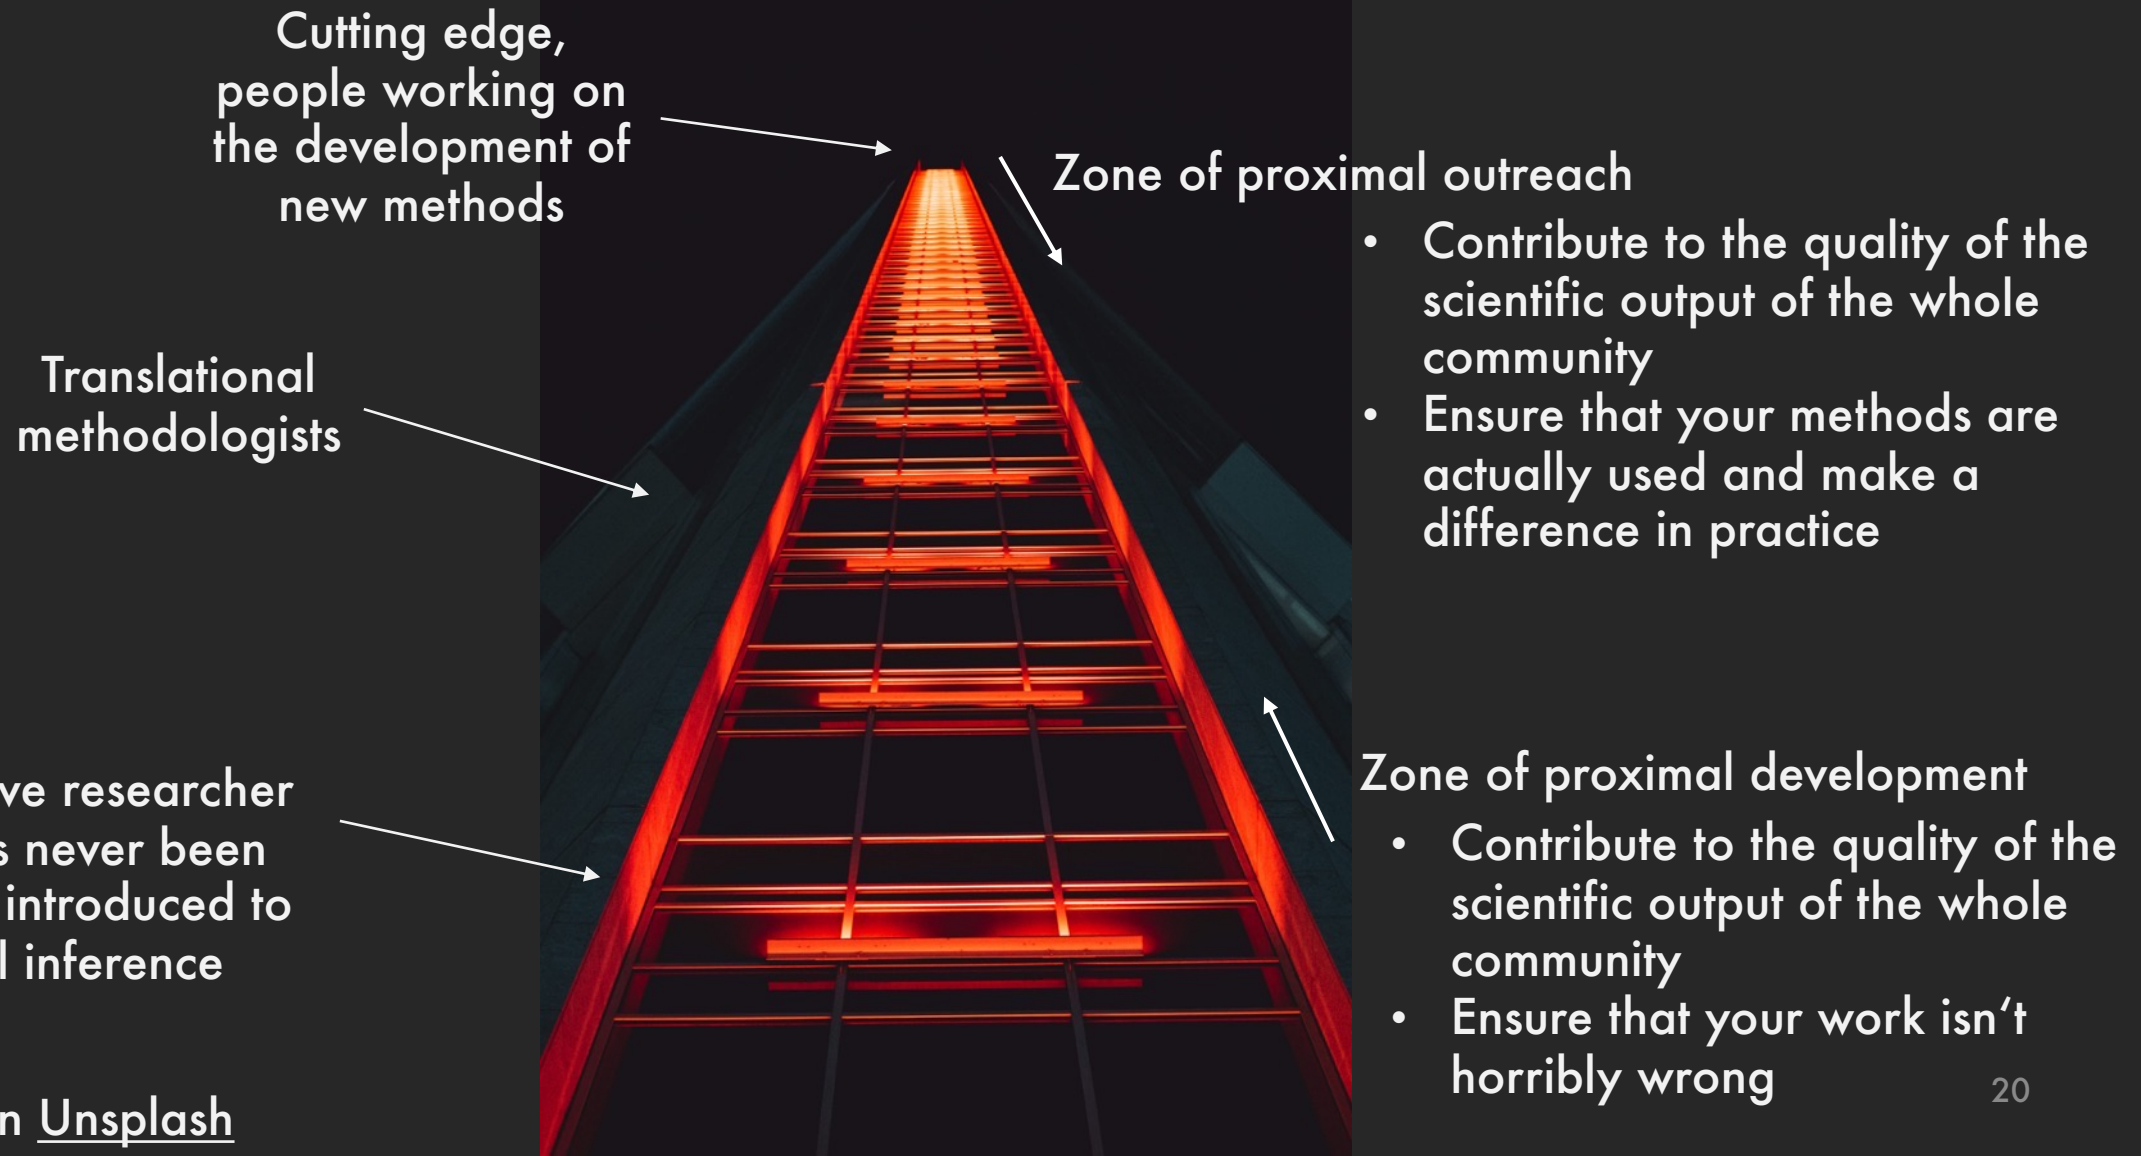 Cutting edge,
people working on
the development of
new methods
Zone of proximal outreach
• Contribute to the quality of the
scientific output of the whole
community
• Ensure that your methods are
actually used and make a
difference in practice
Translational
methodologists
ve researcher
s never been
introduced to
l inference
Zone of proximal development
• Contribute to the quality of the
scientific output of the whole
community
• Ensure that your work isn‘t
horribly wrong
n Unsplash
20